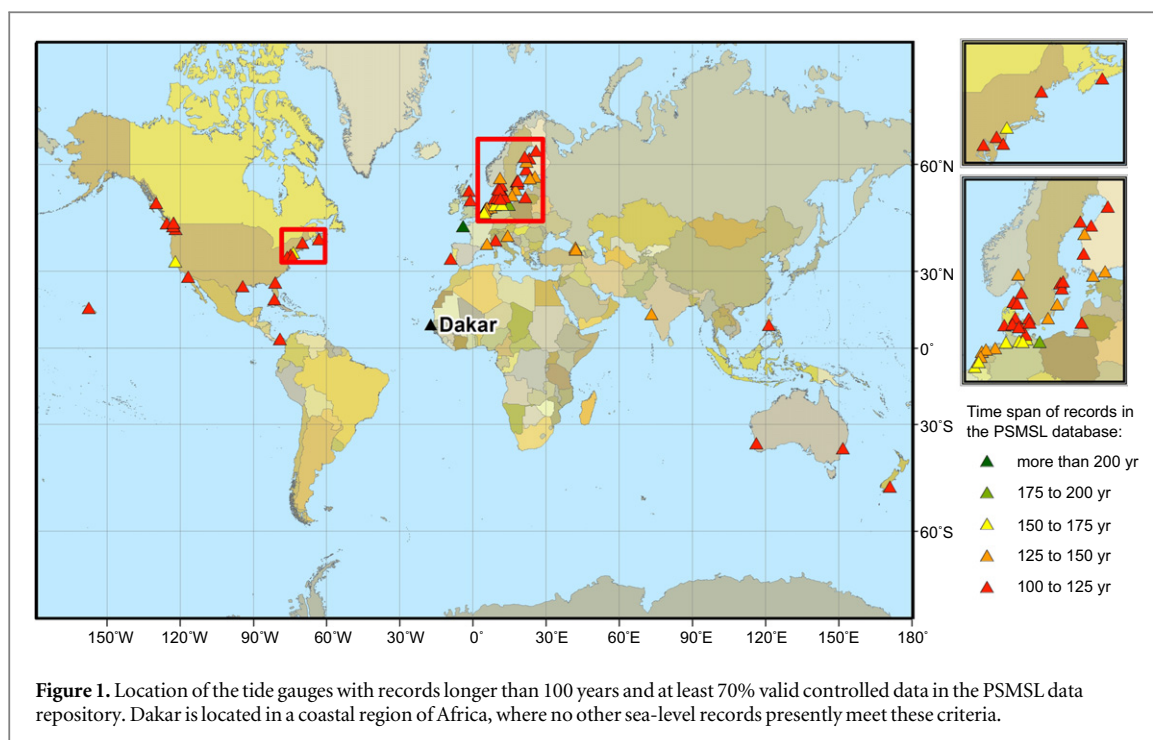 60˚N
30˚N
0˚
30˚S
60˚S
Dakar
150˚W 120˚W 90˚W 60˚W 30˚W 0˚ 30˚E 60˚E 90˚E 120˚E 150˚E 180˚
Time span of records in
the PSMSL database:
more than 200 yr
175 to 200 yr
150 to 175 yr
125 to 150 yr
100 to 125 yr
Figure 1. Location of the tide gauges with records longer than 100 years and at least 70% valid controlled data in the PSMSL data
repository. Dakar is located in a coastal region of Africa, where no other sea-level records presently meet these criteria.